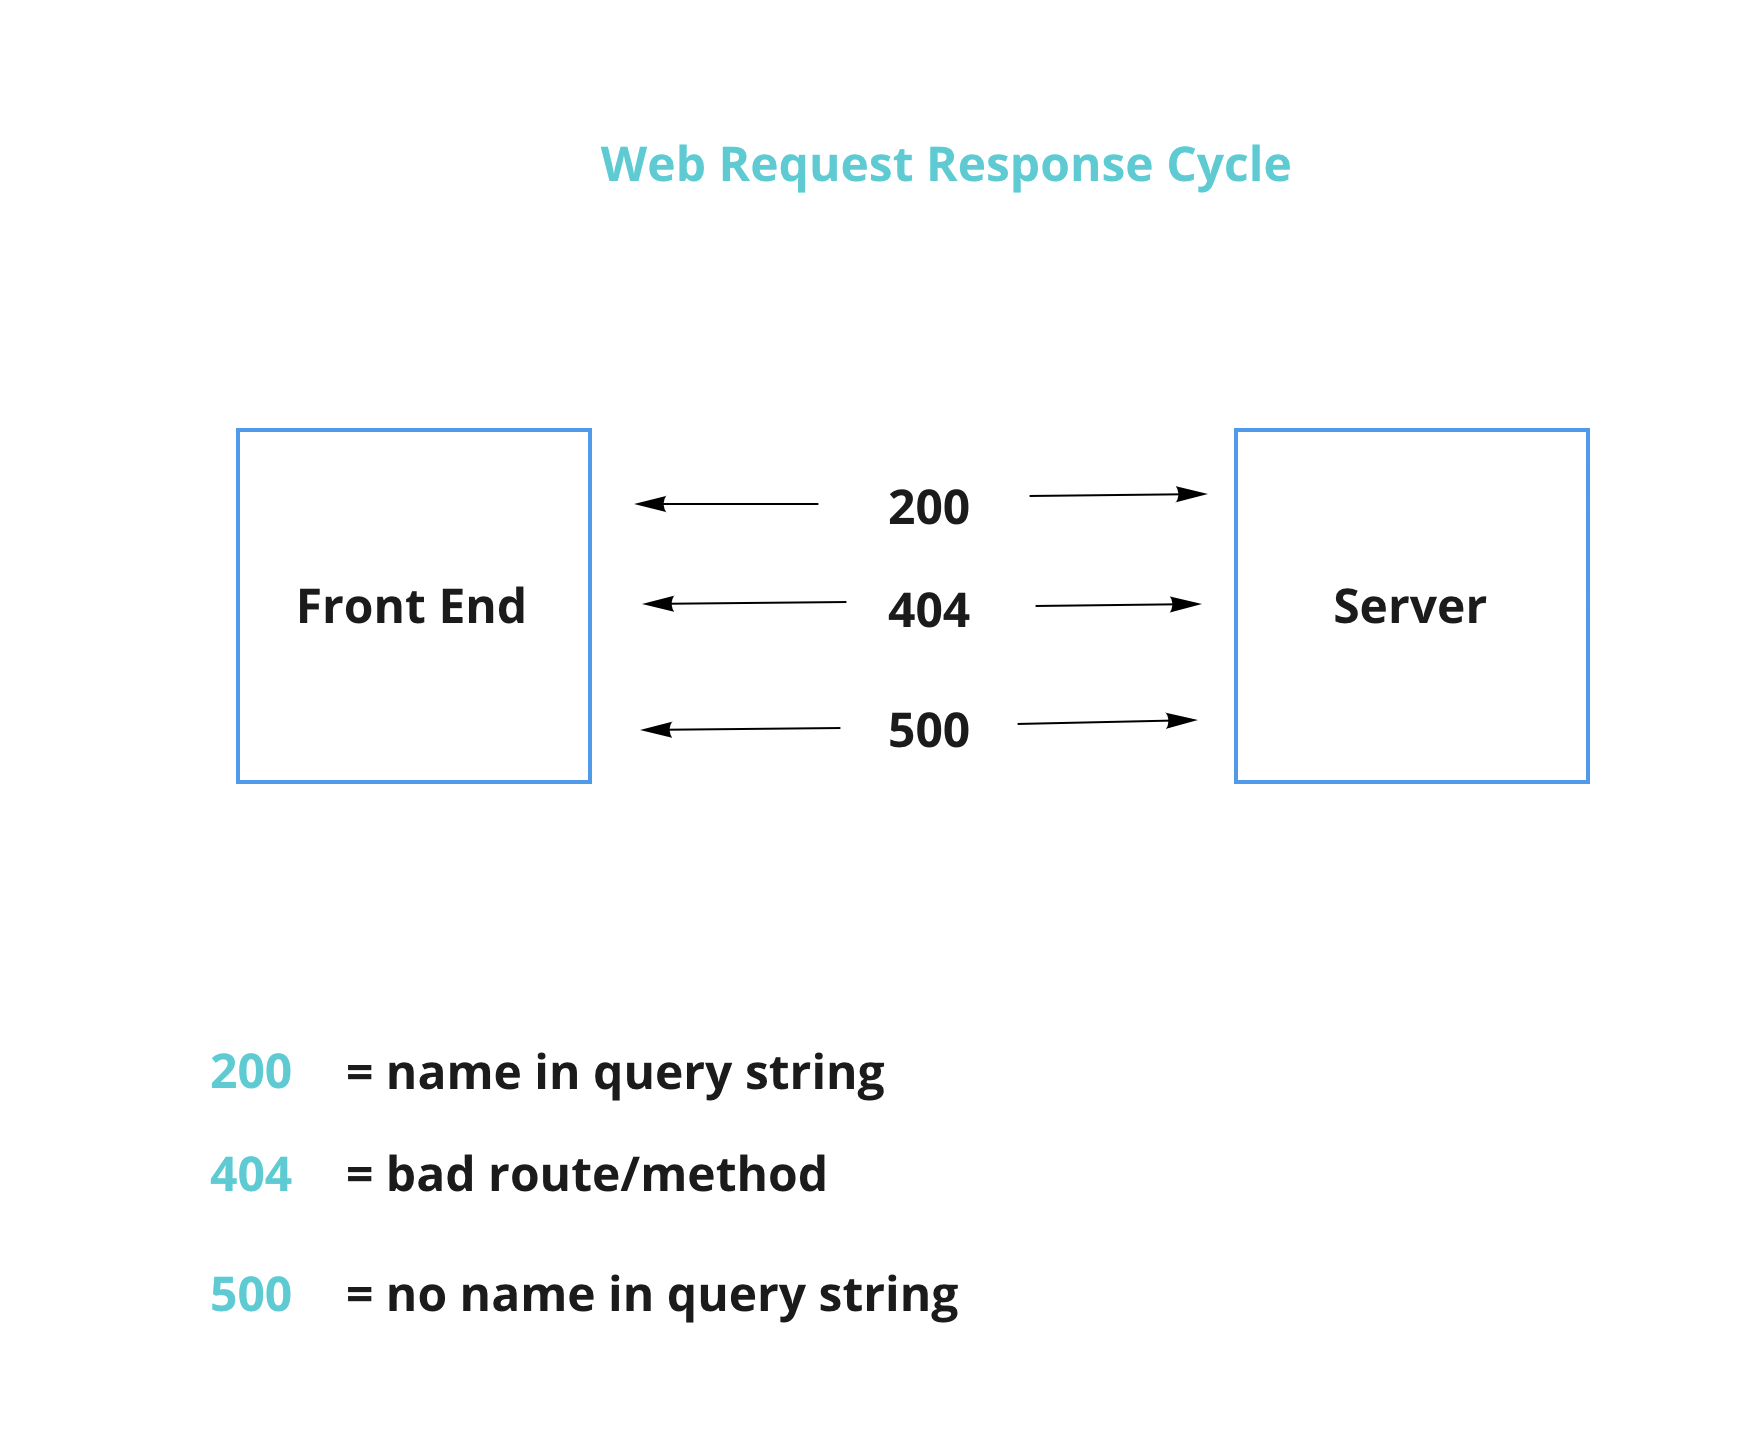 Web Request Response Cycle
200
Front End
404
Server
500
200 = name in query string
404 = bad route/method
500 = no name in query string